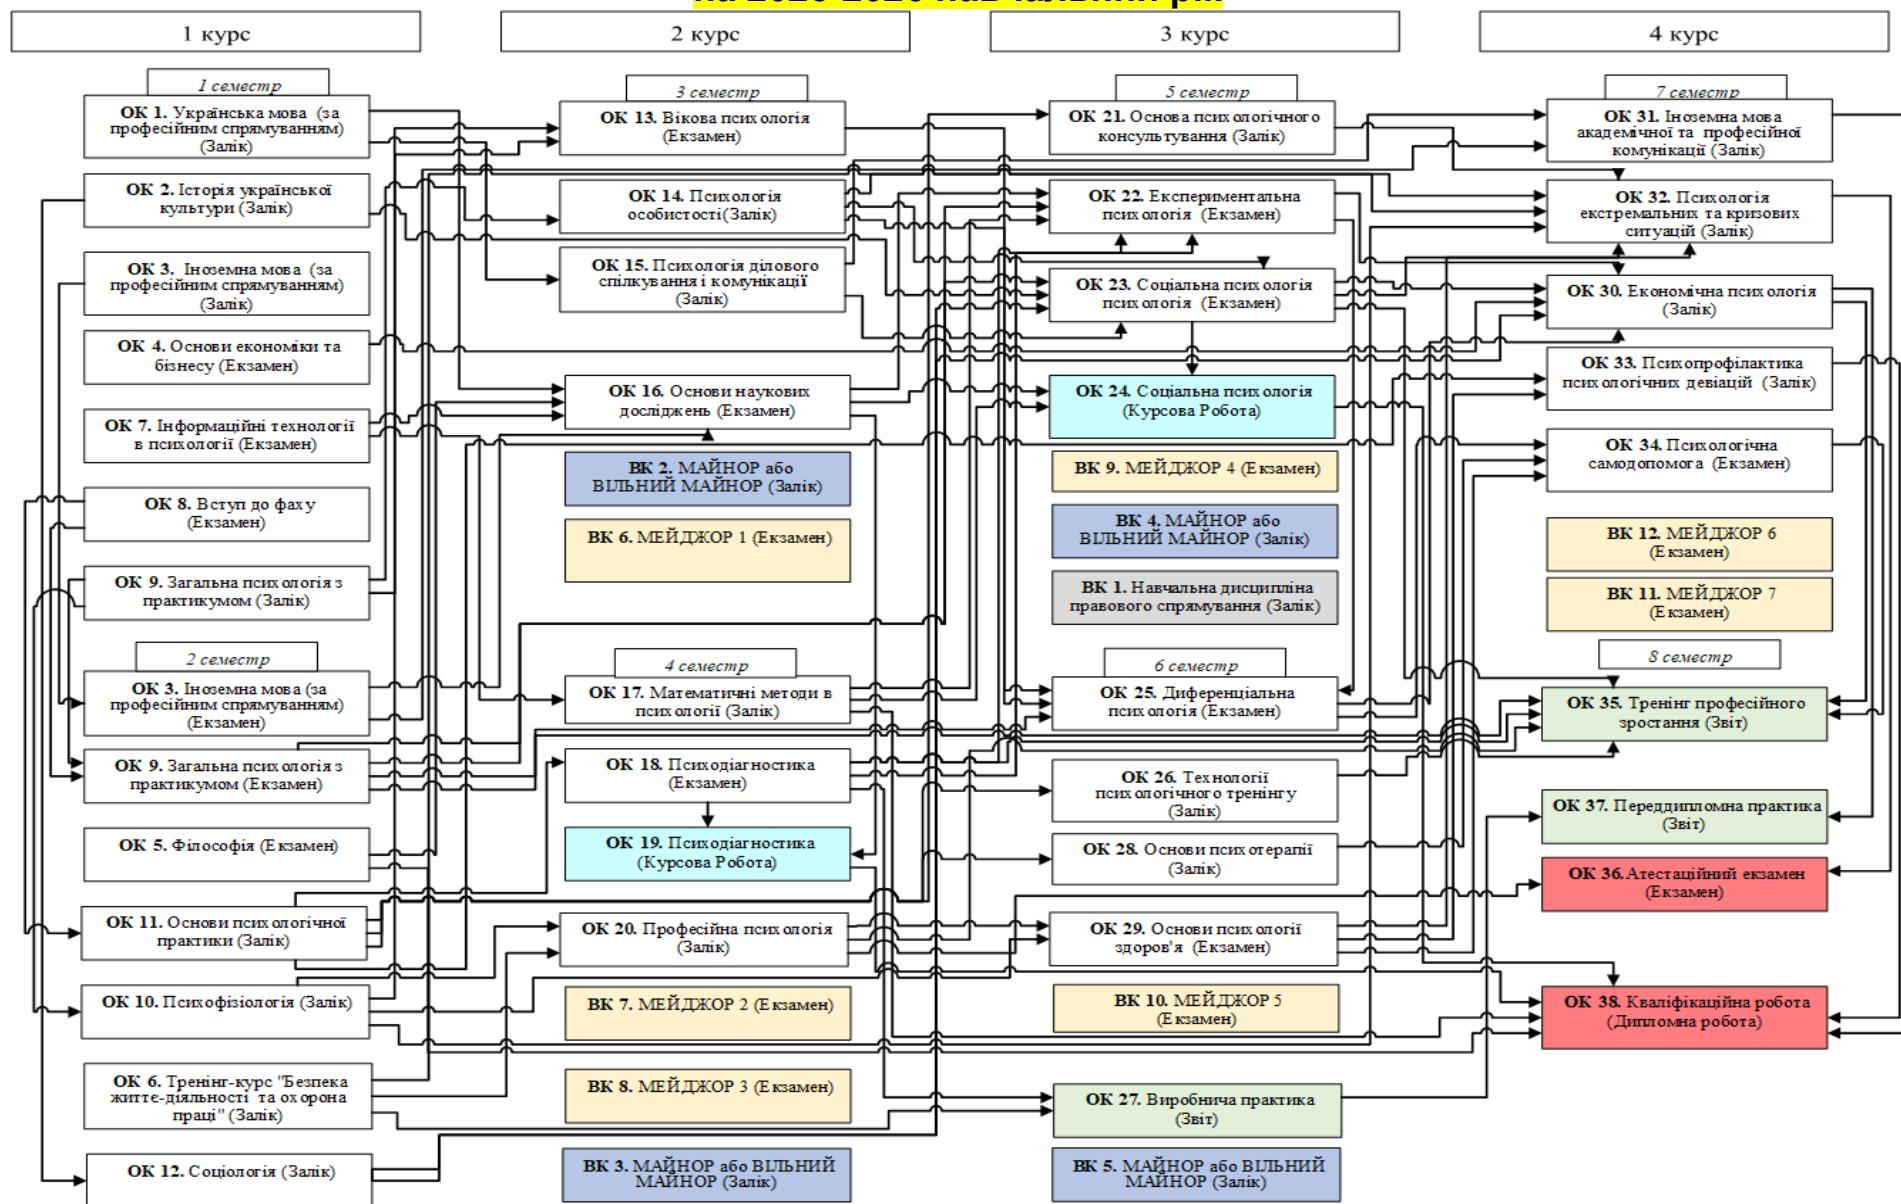 1 курс
2 курс
3 курс
4 курс
1 семестр
ОК 1. Українська мова (за
професійним спрямуванням)
(Залік)
ОК 2. Історія української
культури (Залік)
ОК 3. Іноземна мова (за
професійним спрямуванням)
(Залік)
ОК 4. Основи економіки та
бізнесу (Екзамен)
ОК 7. Інформаційні технології
в психології (Екзамен)
ОК 8. Вступ до фаху
(Екзамен)
ОК 9. Загальна психологія з
практикумом (Залік)
2 семестр
ОК 3. Іноземна мова (за
професійним спрямуванням)
(Екзамен)
ОК 9. Загальна психологія з
практикумом (Екзамен)
ОК 5. Філософія (Екзамен)
ОК 11. Основи психологічної
практики (Залік)
ОК 10. Психофізіологія (Залік)
ОК 6. Тренінг-курс "Безпека
життє-діяльності та охорона
праці" (Залік)
ОК 12. Соціологія (Залік)
3 семестр
ОК 13. Вікова психологія
(Екзамен)
ОК 14. Психологія
особистості(Залік)
ОК 15. Психологія ділового
спілкування і комунікації
(Залік)
ОК 16. Основи наукових
досліджень (Екзамен)
ВК 2. МАЙНОР або
ВІЛЬНИЙ МАЙНОР (Залік)
ВК 6. МЕЙДЖОР 1 (Екзамен)
4 семестр
ОК 17. Математичні методи в
психології (Залік)
ОК 18. Психодіагностика
(Екзамен)
ОК 19. Психодіагностика
(Курсова Робота)
ОК 20. Професійна психологія
(Залік)
ВК 7. МЕЙДЖОР 2 (Екзамен)
ВК 8. МЕЙДЖОР 3 (Екзамен)
ВК 3. МАЙНОР або ВІЛЬНИЙ
МАЙНОР (Залік)
5 семестр
ОК 21. Основа психологічного
консультування (Залік)
ОК 22. Експериментальна
психологія (Екзамен)
ОК 23. Соціальна психологія
психологія (Екзамен)
ОК 24. Соціальна психологія
(Курсова Робота)
ВК 9. МЕЙДЖОР 4 (Екзамен)
ВК 4. МАЙНОР або
ВІЛЬНИЙ МАЙНОР (Залік)
ВК 1. Навчальна дисципліна
правового спрямування (Залік)
6 семестр
ОК 25. Диференціальна
психологія (Екзамен)
ОК 26. Технології
психологічного тренінгу
(Залік)
ОК 28. Основи психотерапії
(Залік)
ОК 29. Основи психології
здоров'я (Екзамен)
ВК 10. МЕЙДЖОР 5
(Екзамен)
ОК 27. Виробнича практика
(Звіт)
ВК 5. МАЙНОР або ВІЛЬНИЙ
МАЙНОР (Залік)
7 семестр
ОК 31. Іноземна мова
академічної та професійної
комунікації (Залік)
ОК 32. Психологія
екстремальних та кризових
ситуацій (Залік)
ОК 30. Економічна психологія
(Залік)
ОК 33. Психопрофілактика
психологічних девіацій (Залік)
ОК 34. Психологічна
самодопомога (Екзамен)
ВК 12. МЕЙДЖОР 6
(Екзамен)
ВК 11. МЕЙДЖОР 7
(Екзамен)
8 семестр
ОК 35. Тренінг професійного
зростання (Звіт)
ОК 37. Переддипломна практика
(Звіт)
ОК 36.Атестаційний екзамен
(Екзамен)
ОК 38. Кваліфікаційна робота
(Дипломна робота)